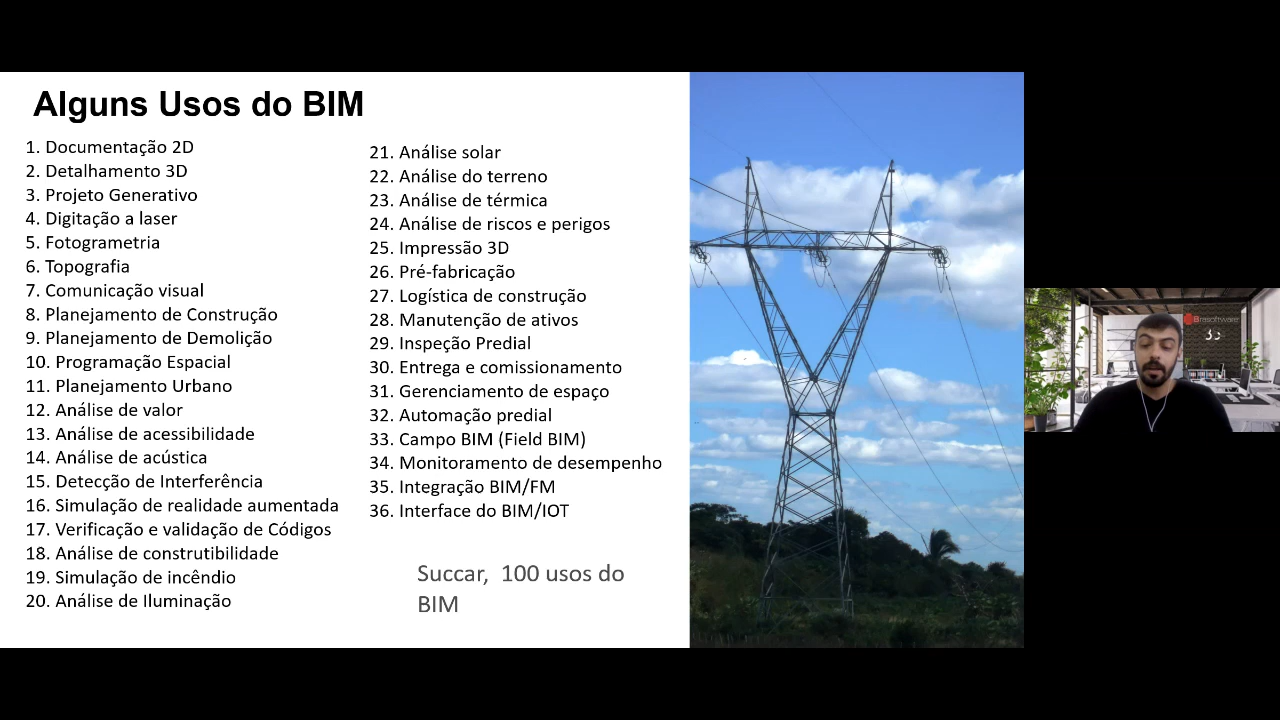 Alguns Usos do BIM
1. Documentação 2D
2. Detalhamento 3D
3. Projeto Generativo
4. Digitação a laser
5. Fotogrametria
6. Topografia
7. Comunicação visual
8. Planejamento de Construção
9. Planejamento de Demolição
10. Programação Espacial
11. Planejamento Urbano
12. Análise de valor
13. Análise de acessibilidade
14. Análise de acústica
15. Detecção de Interferência
16. Simulação de realidade aumentada
17. Verificação e validação de Códigos
18. Análise de construtibilidade
19. Simulação de incêndio
20. Análise de Iluminação
21. Análise solar
22. Análise do terreno
23. Análise de térmica
24. Análise de riscos e perigos
25. Impressão 3D
26. Pré-fabricação
27. Logística de construção
28. Manutenção de ativos
29. Inspeção Predial
30. Entrega e comissionamento
31. Gerenciamento de espaço
32. Automação predial
33. Campo BIM (Field BIM)
34. Monitoramento de desempenho
35. Integração BIM/FM
36. Interface do BIM/IOT
Succar, 100 usos do
BIM
Brasoftware